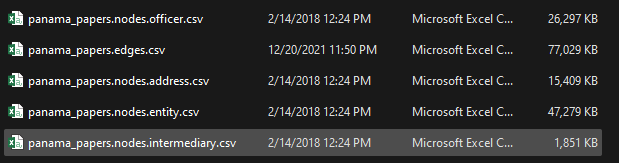 panama_papers.nodes.officer.csv 2/14/2018 12:24 PM Microsoft Excel C... 26,297 KB
panama_papers.edges.csv 12/20/2021 11:50 PM Microsoft Excel C... 77,029 KB
panama_papers.nodes.address.csv 2/14/2018 12:24 PM Microsoft Excel C... 15,409 KB
panama_papers.nodes.entity.csv 2/14/2018 12:24 PM Microsoft Excel C... 47,279 KB
panama_papers.nodes.intermediary.csv 2/14/2018 12:24 PM Microsoft Excel C... 1,851 KB